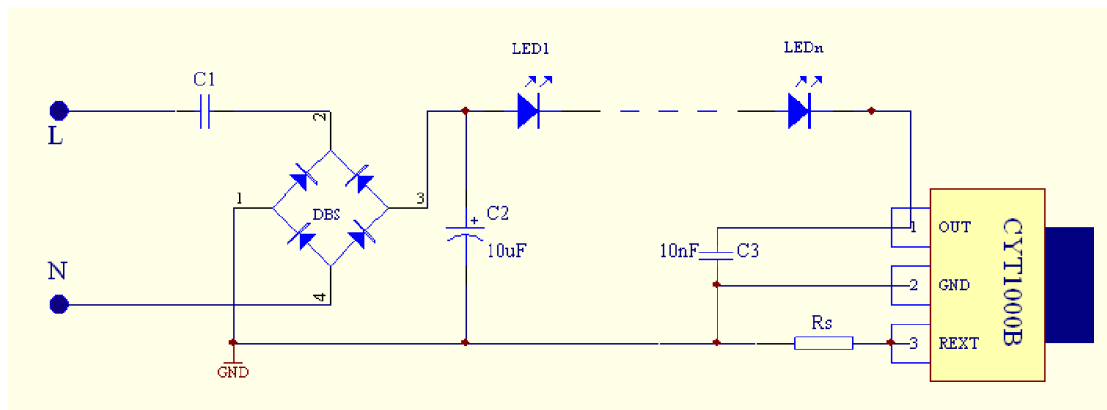 LED1
LEDn
C1
L
2
1
DBS
3
C2
+
10uF
10nF
C3
1
OUT
2
GND
3
REXT
CYT1000B
N
4
Rs
GND